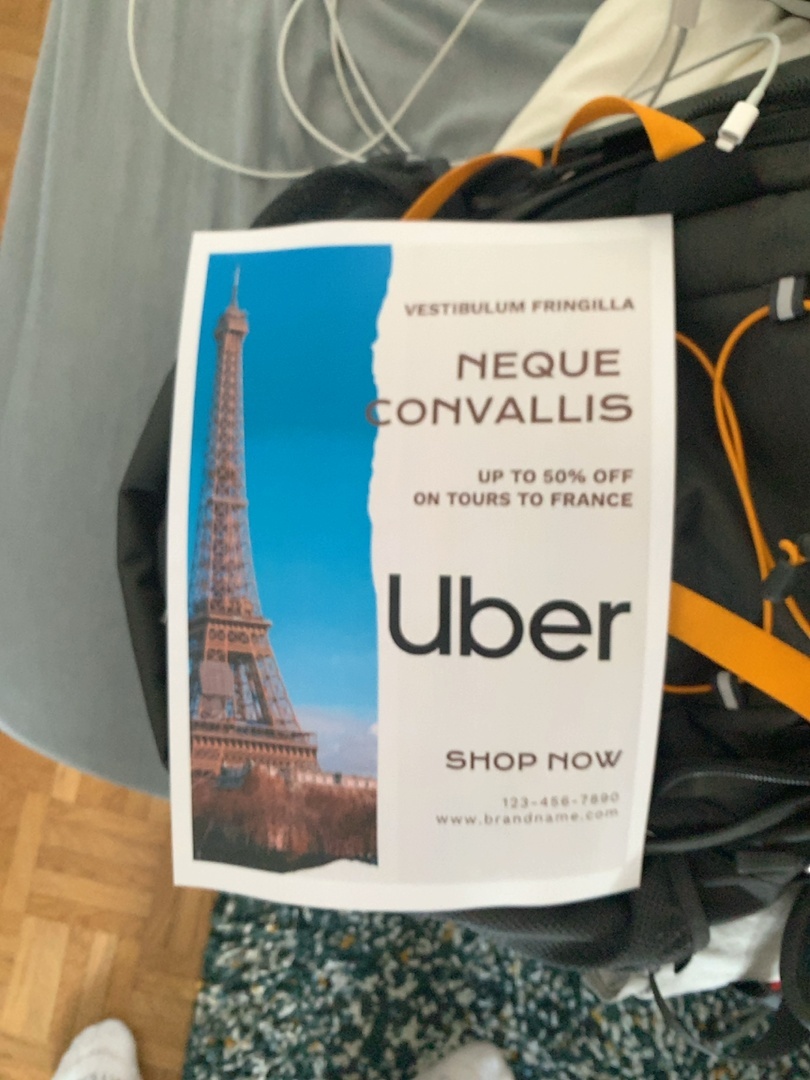 VESTIBULUM FRINGILLA
NEQUE
CONVALLIS
UP TO 50% OFF
ON TOURS TO FRANCE
Uber
SHOP NOW
123-456-7890
www.brandname.com